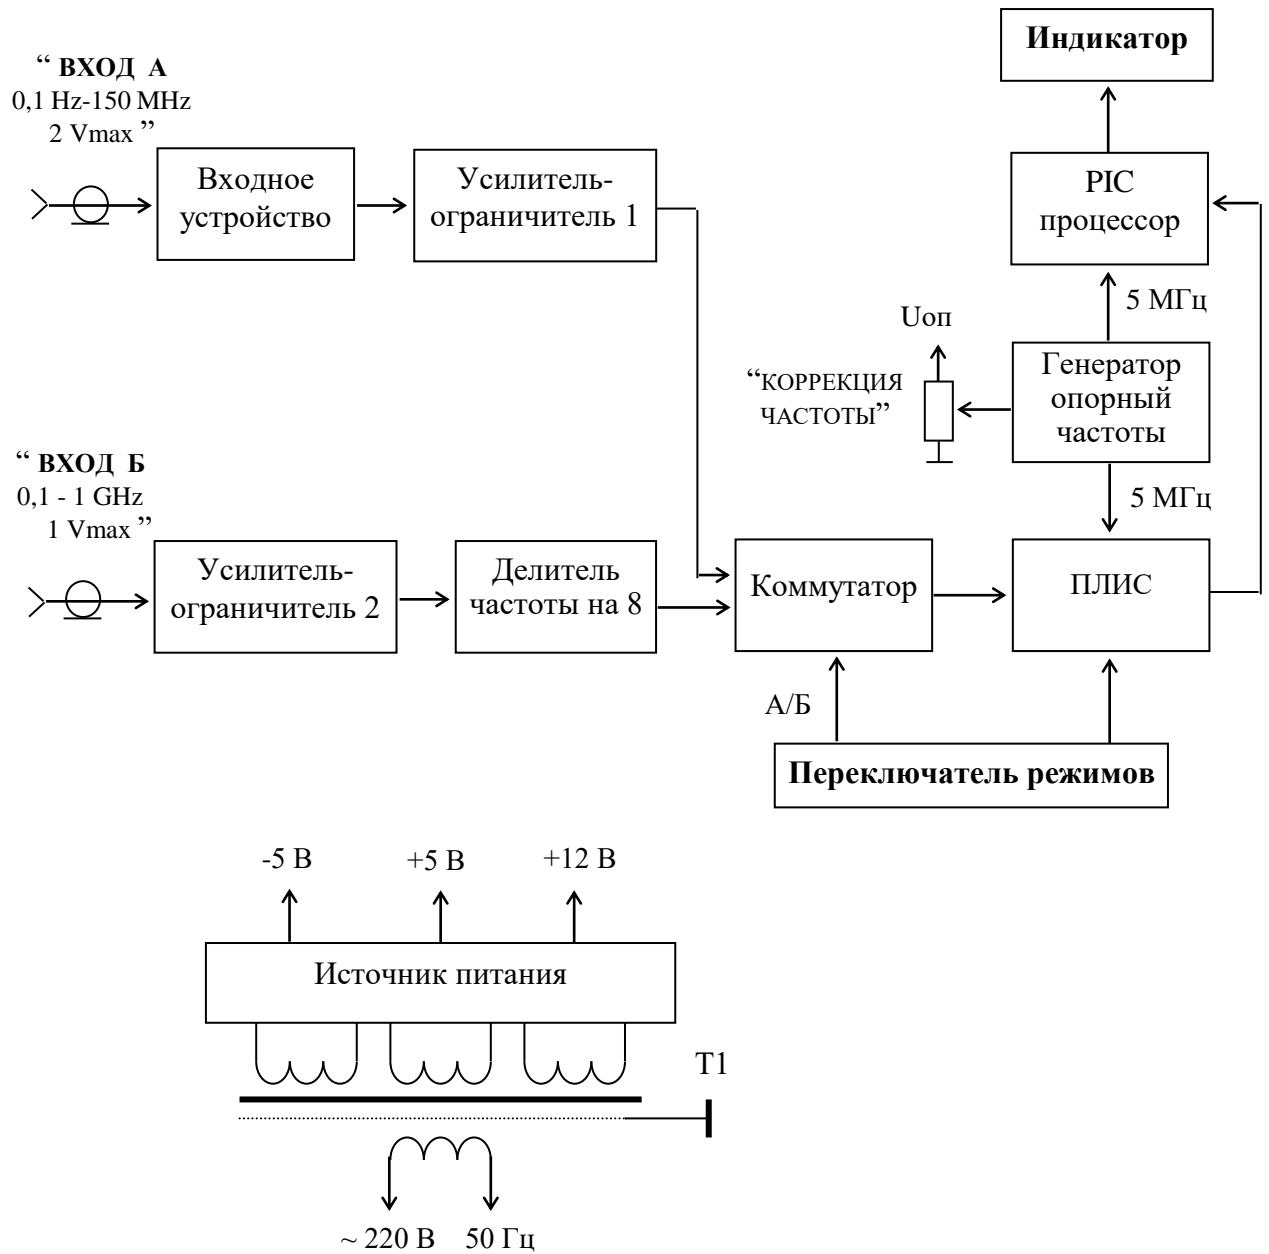 Индикатор
“ ВХОД А
0,1 Hz-150 MHz
2 Vmax ”
Входное
устройство
Усилитель-
ограничитель 1
PIC
процессор
5 МГц
Uоп
“КОРРЕКЦИЯ
ЧАСТОТЫ”
Генератор
опорный
частоты
5 МГц
“ ВХОД Б
0,1 - 1 GHz
1 Vmax ”
Усилитель-
ограничитель 2
Делитель
частоты на 8
Коммутатор
ПЛИС
А/Б
Переключатель режимов
-5 В
+5 В
+12 В
Источник питания
Т1
~ 220 В
50 Гц